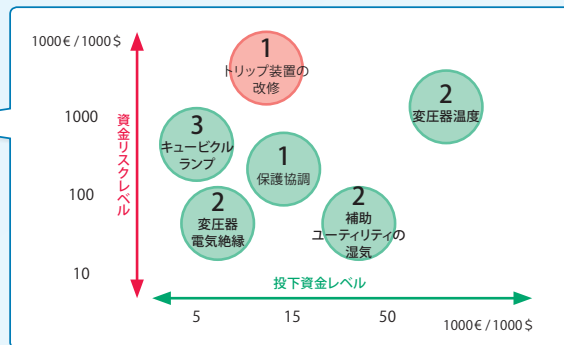 1000€ / 1000$
1000
100
10
資金リスクレベル
1
トリップ装置の
改修
2
変圧器温度
3
キュービクル
ランプ
1
保護協調
2
変圧器
電気絶縁
2
補助
ユーティリティの
湿気
投下資金レベル
5
15
50
1000€ / 1000$